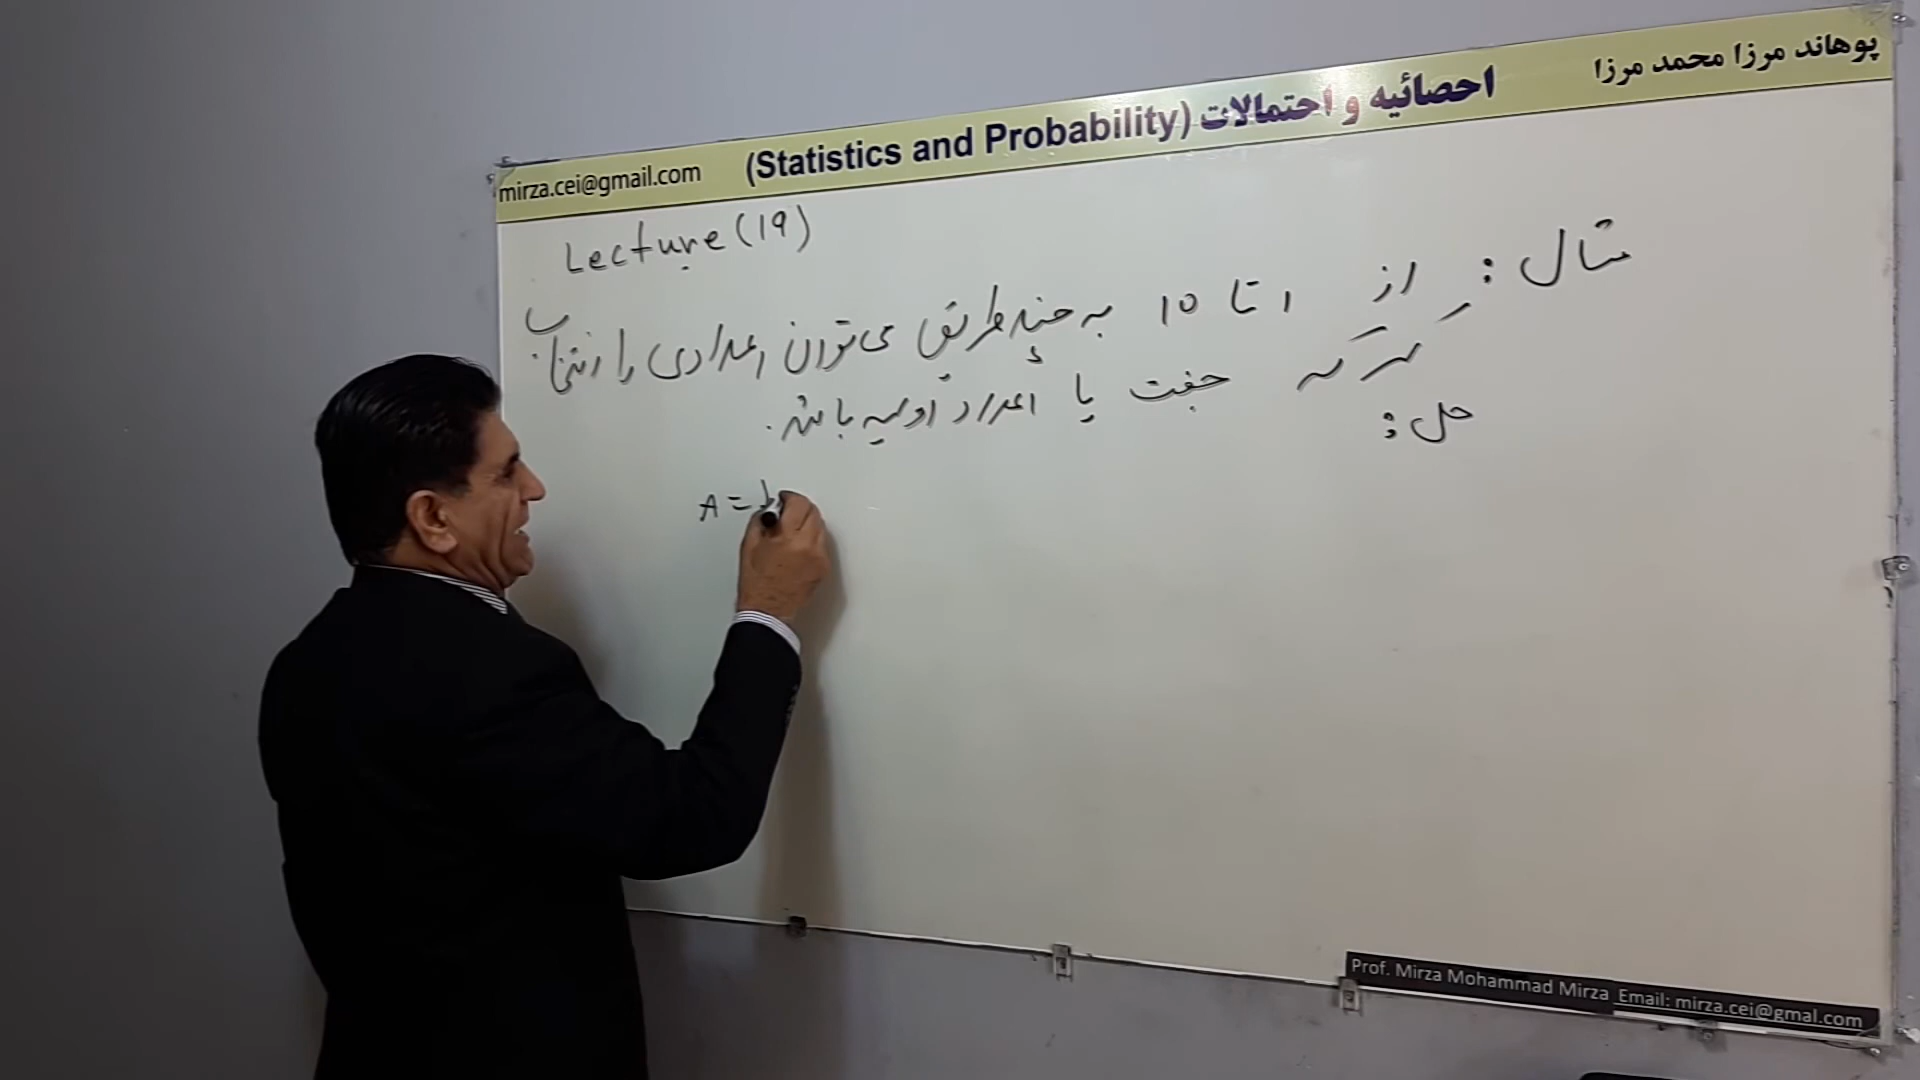 پوهاند مرزا محمد مرزا
احصائیه و احتمالات (Statistics and Probability)
mirza.cei@gmail.com
Lecture (19)
مثال: از 1 تا 10 به چند طریق می‌توان اعدادی را انتخاب
کرد که جفت یا اعداد اولیه باشد.
حل:
A = {
Prof. Mirza Mohammad Mirza Email: mirza.cei@gmal.com